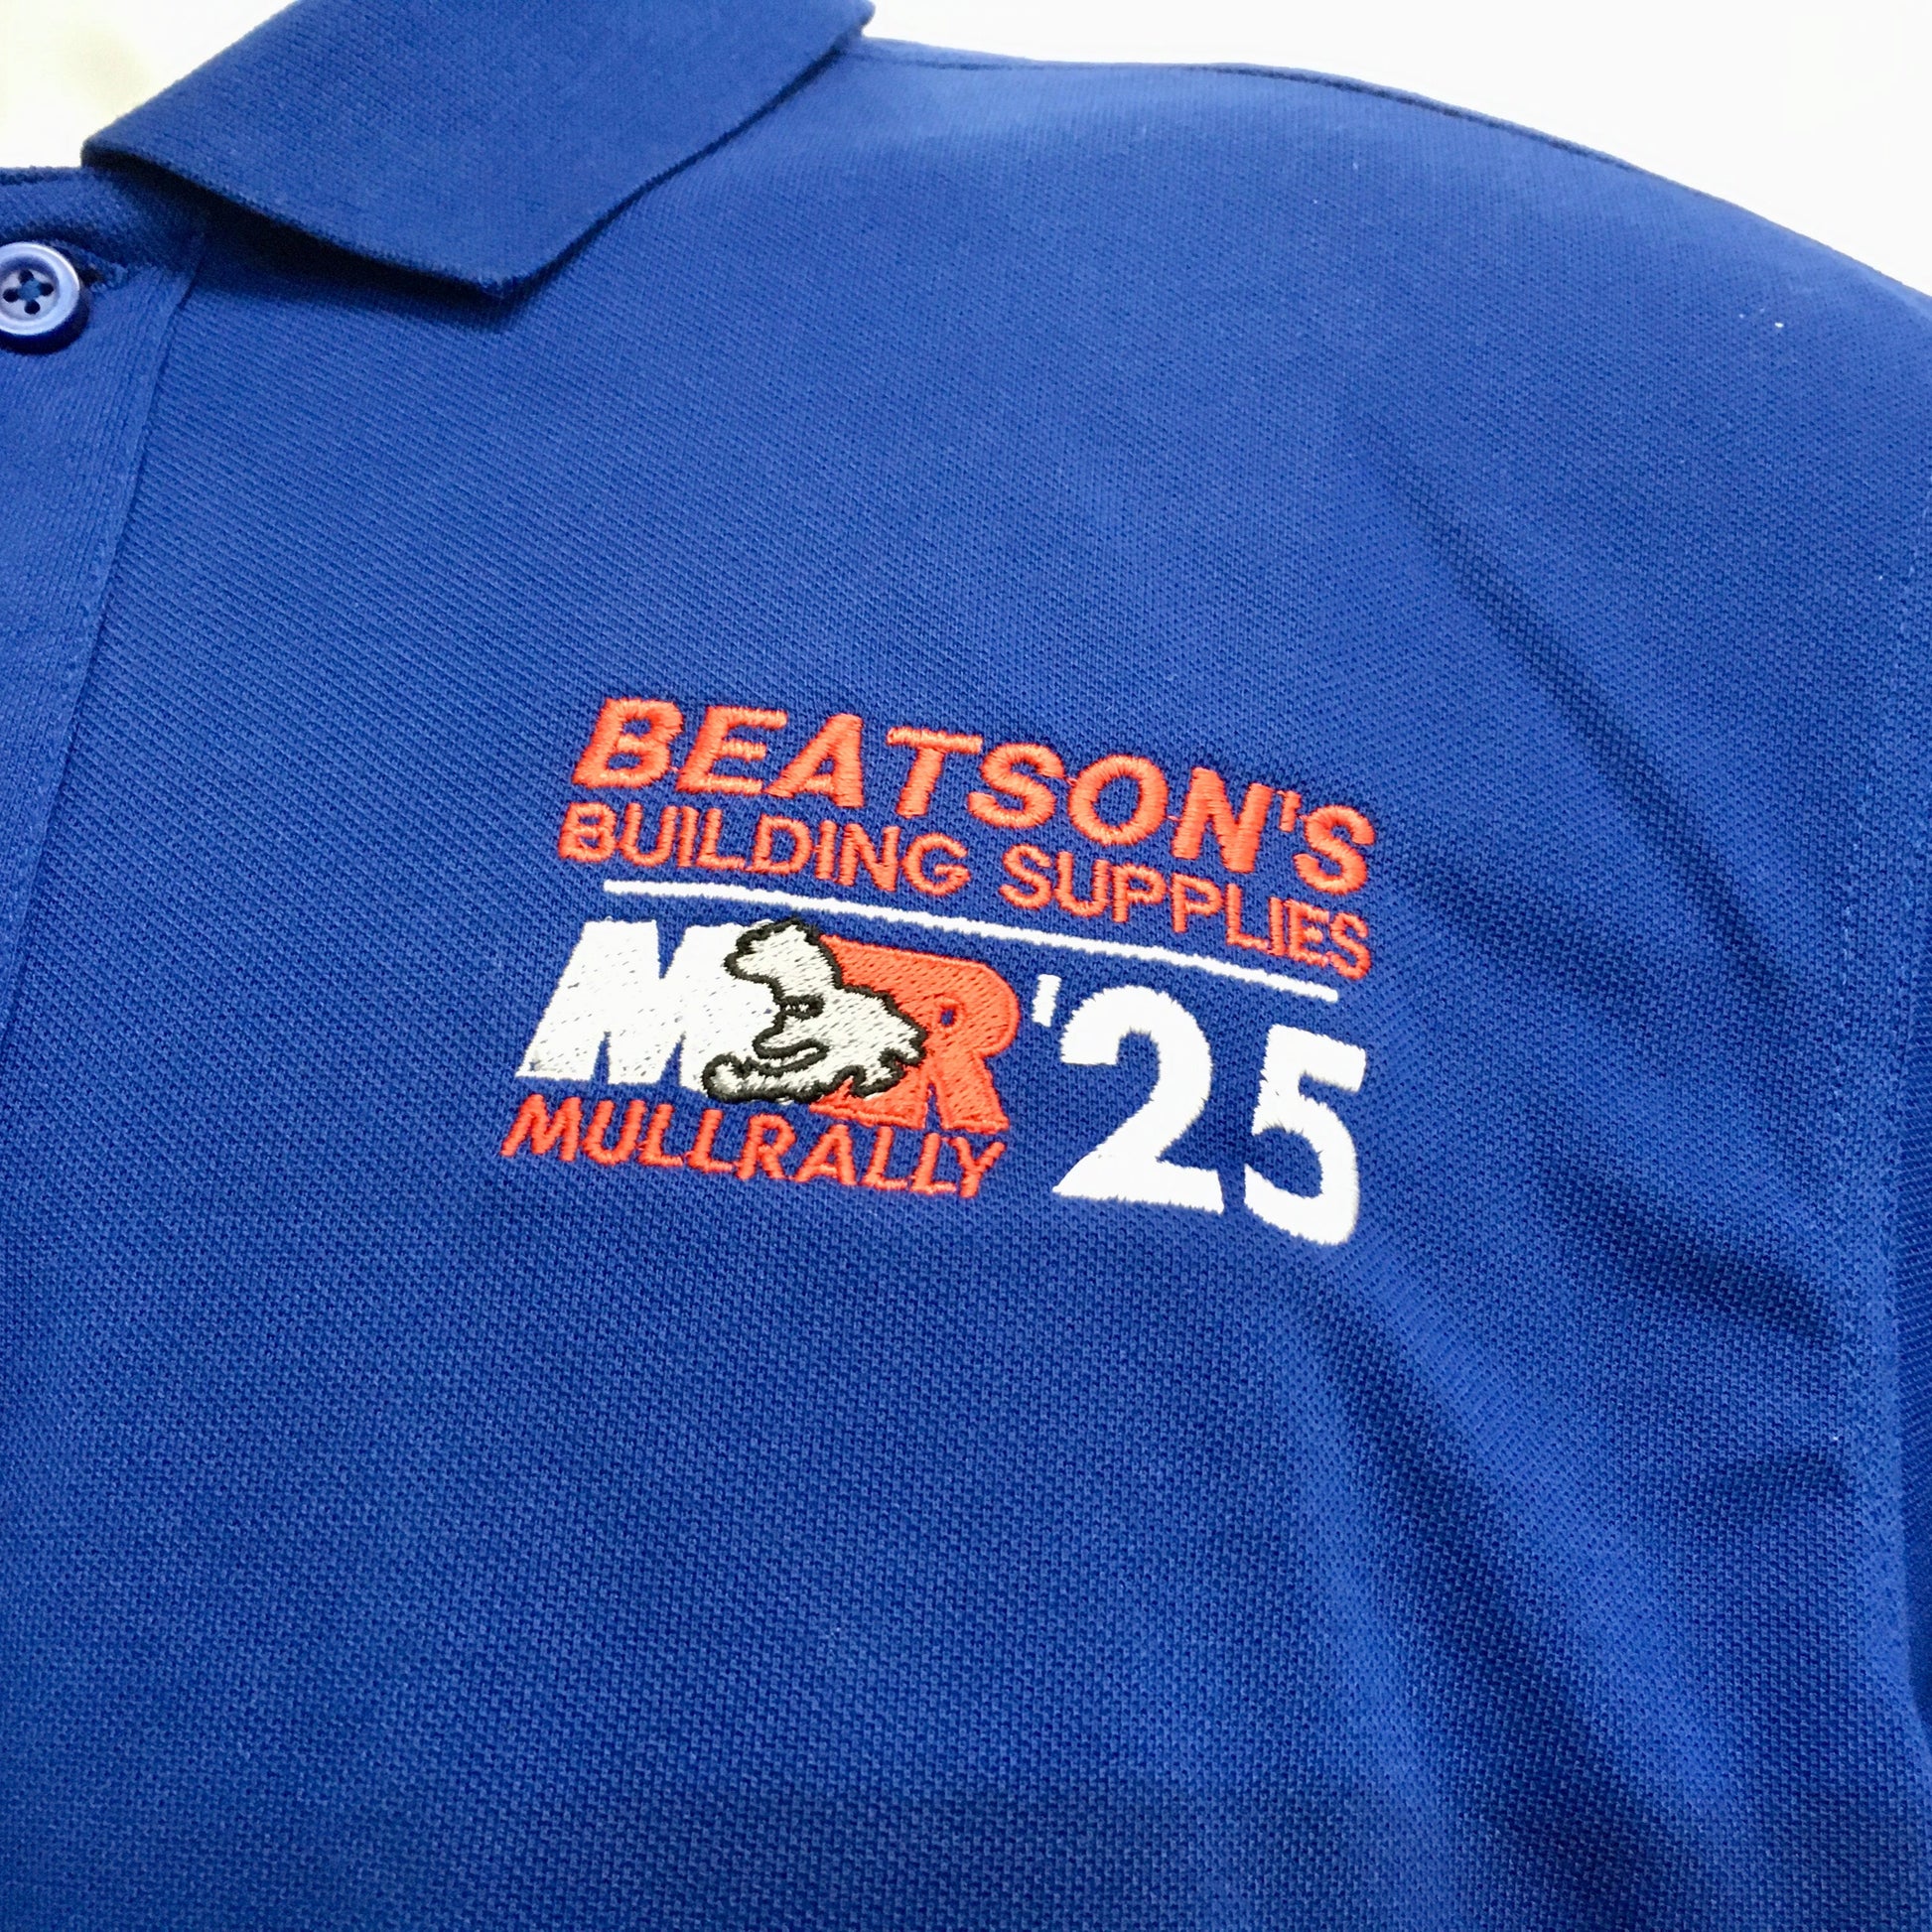 BEATSON'S
BUILDING SUPPLIES
MR '25
MULLRALLY